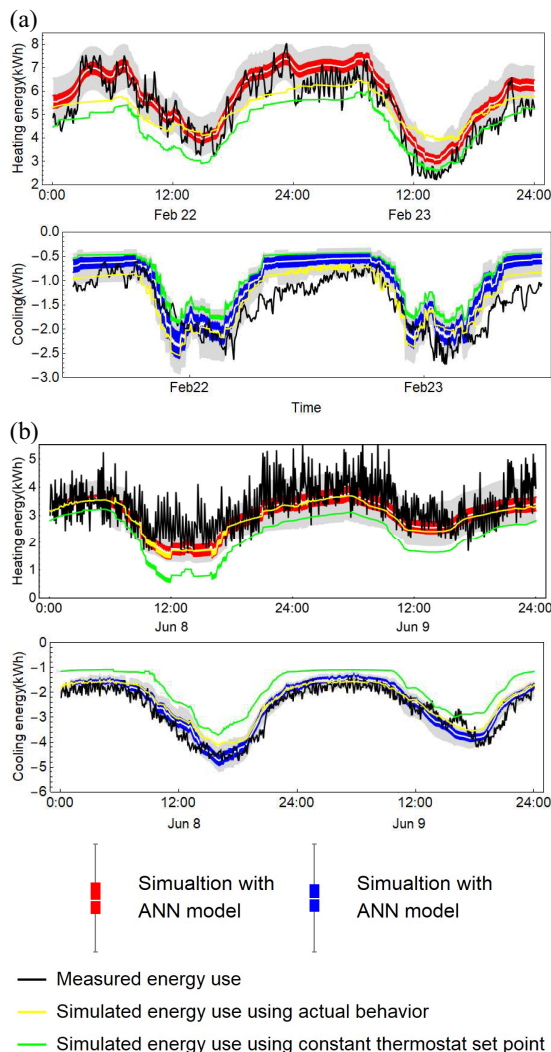 (a)
Heating energy(kWh)
8
7
6
5
4
3
2
0:00 12:00 24:00 12:00 24:00
Feb 22 Feb 23
Cooling(kWh)
0.0
−0.5
−1.0
−1.5
−2.0
−2.5
−3.0
Feb22 Feb23
Time
(b)
Heating energy(kWh)
5
4
3
2
1
0
0:00 12:00 24:00 12:00 24:00
Jun 8 Jun 9
Cooling energy(kWh)
0
−1
−2
−3
−4
−5
−6
0:00 12:00 24:00 12:00 24:00
Jun 8 Jun 9
Simualtion with Simualtion with
ANN model ANN model
Measured energy use
Simulated energy use using actual behavior
Simulated energy use using constant thermostat set point